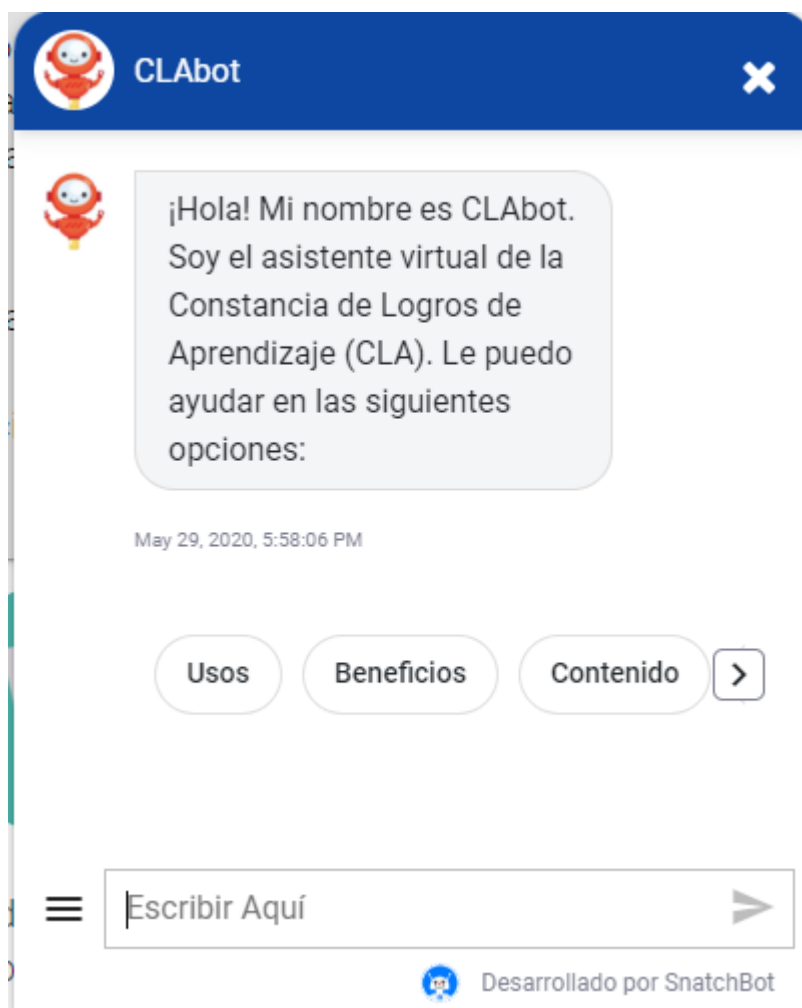 CLAbot
¡Hola! Mi nombre es CLAbot.
Soy el asistente virtual de la
Constancia de Logros de
Aprendizaje (CLA). Le puedo
ayudar en las siguientes
opciones:
May 29, 2020, 5:58:06 PM
Usos
Beneficios
Contenido
Escribir Aquí
Desarrollado por SnatchBot